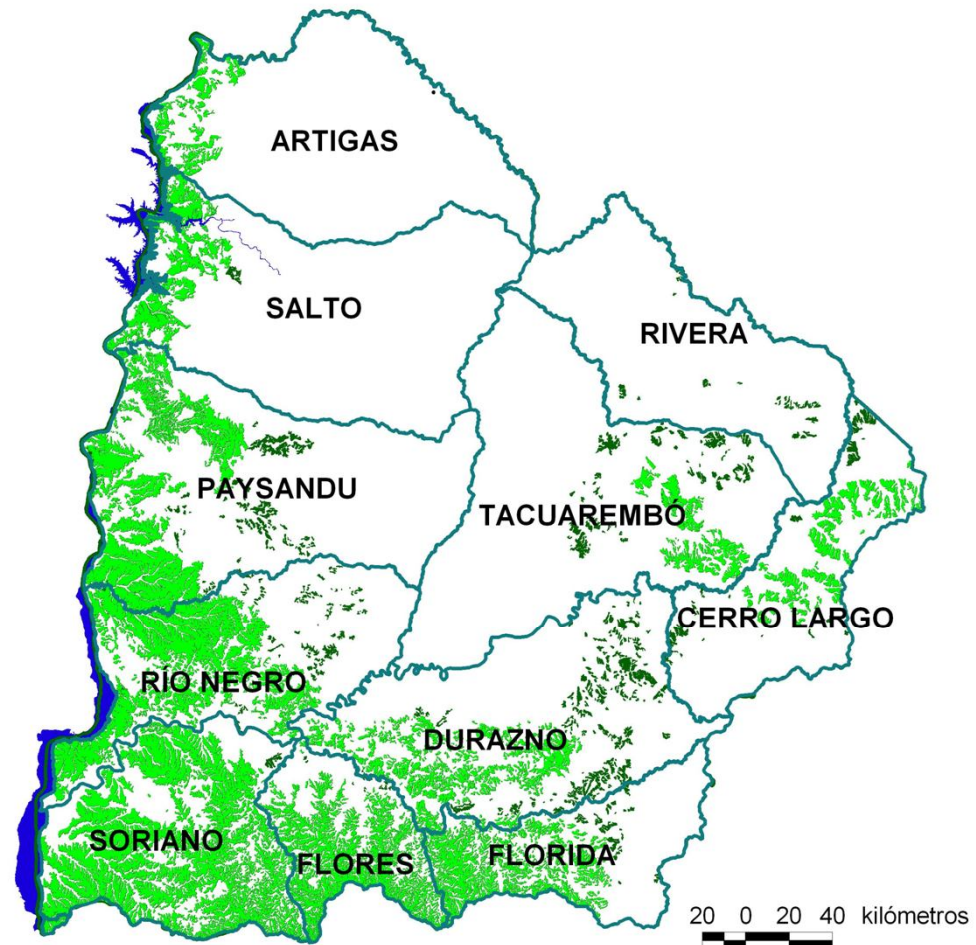 ARTIGAS
SALTO
RIVERA
PAYSANDU
TACUAREMBÓ
CERRO LARGO
RÍO NEGRO
DURAZNO
SORIANO
FLORES
FLORIDA
20 0 20 40 kilómetros